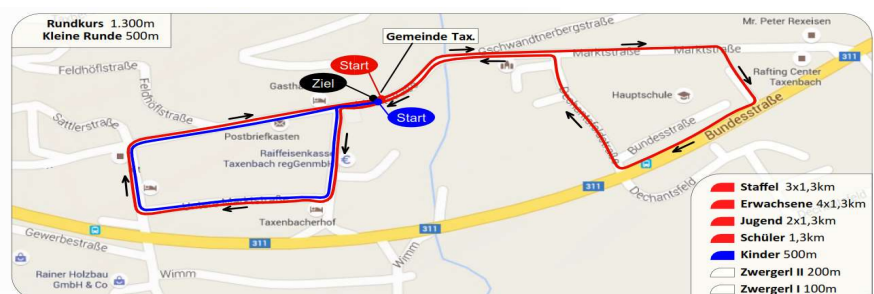 Rundkurs 1.300m
Kleine Runde 500m
Gemeinde Tax.
Start
Ziel
Start
Gschwandtnerbergstraße
Marktstraße
Marktstraße
Mr. Peter Rexeisen
Rafting Center
Taxenbach
Hauptschule
Bundesstraße
Bundesstraße
311
Dechantsfeldstraße
Dechantsfeld
311
311
311
Feldhöflstraße
Feldhöflstraße
Sattlerstraße
Gastha
Postbriefkasten
Raiffeisenkasse
Taxenbach regGenmbH
Taxenbacherhof
Gewerbestraße
Rainer Holzbau
GmbH & Co
Wimm
Wimm
Staffel 3x1,3km
Erwachsene 4x1,3km
Jugend 2x1,3km
Schüler 1,3km
Kinder 500m
Zwergerl II 200m
Zwergerl I 100m